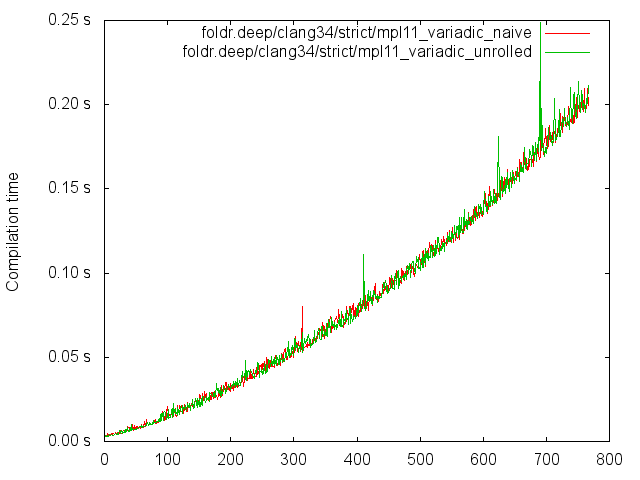 foldr.deep/clang34/strict/mpl11_variadic_naive
foldr.deep/clang34/strict/mpl11_variadic_unrolled
0.25 s
0.20 s
0.15 s
0.10 s
0.05 s
0.00 s
Compilation time
0 100 200 300 400 500 600 700 800